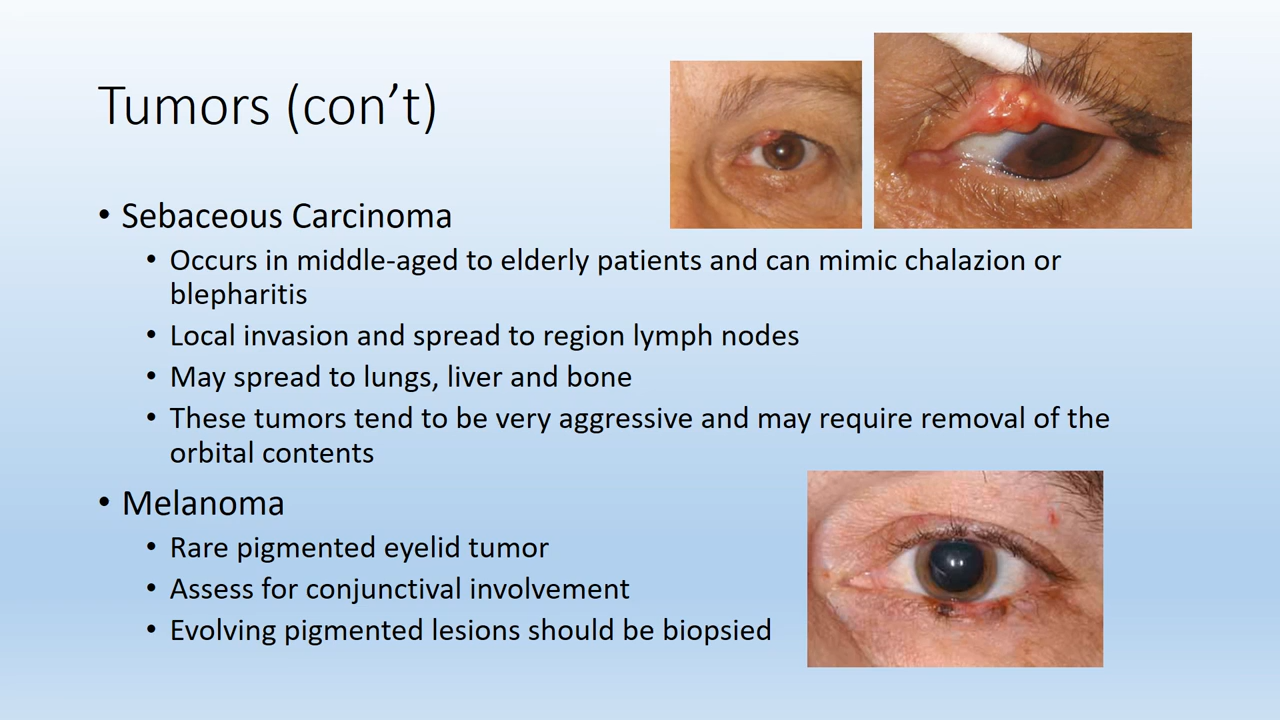 Tumors (con’t)
• Sebaceous Carcinoma
• Occurs in middle-aged to elderly patients and can mimic chalazion or
blepharitis
• Local invasion and spread to region lymph nodes
• May spread to lungs, liver and bone
• These tumors tend to be very aggressive and may require removal of the
orbital contents
• Melanoma
• Rare pigmented eyelid tumor
• Assess for conjunctival involvement
• Evolving pigmented lesions should be biopsied